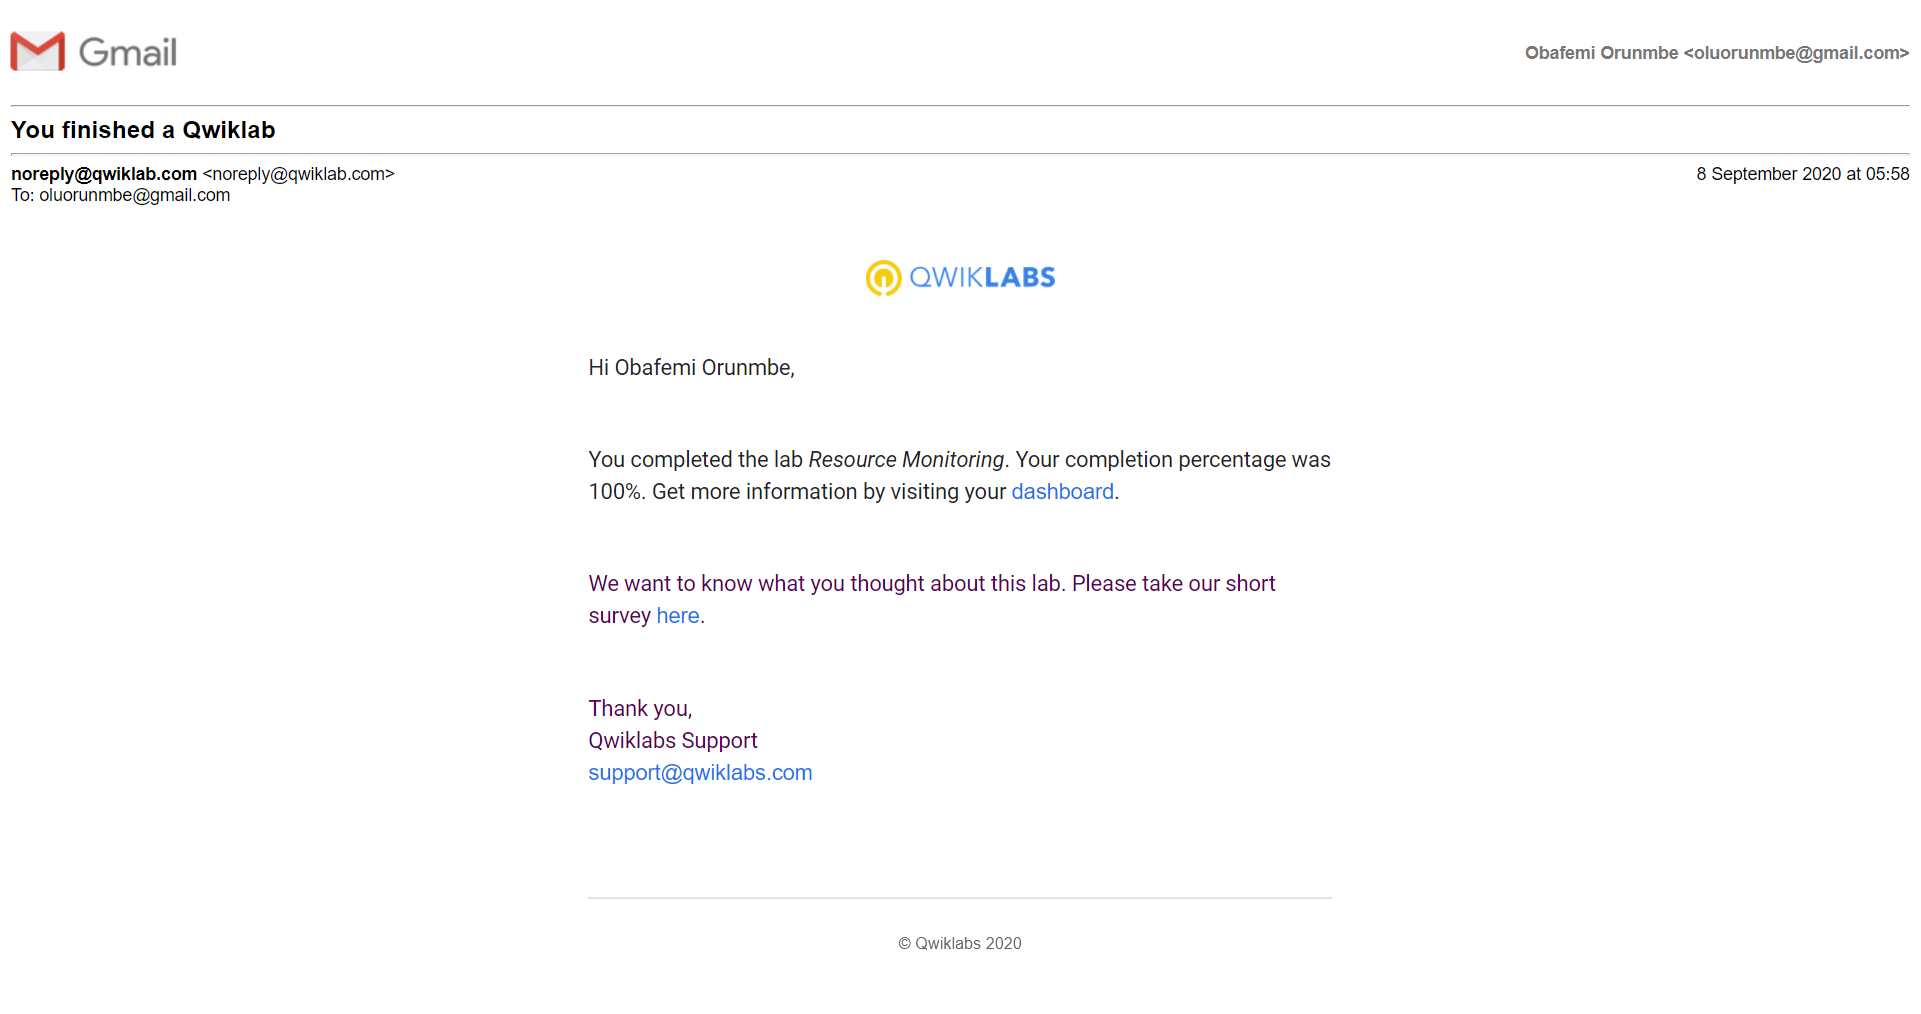 Gmail
Obafemi Orunmbe <oluorunmbe@gmail.com>
You finished a Qwiklab
noreply@qwiklab.com <noreply@qwiklab.com>
8 September 2020 at 05:58
To: oluorunmbe@gmail.com
QWIKLABS
Hi Obafemi Orunmbe,
You completed the lab Resource Monitoring. Your completion percentage was
100%. Get more information by visiting your dashboard.
We want to know what you thought about this lab. Please take our short
survey here.
Thank you,
Qwiklabs Support
support@qwiklabs.com
© Qwiklabs 2020